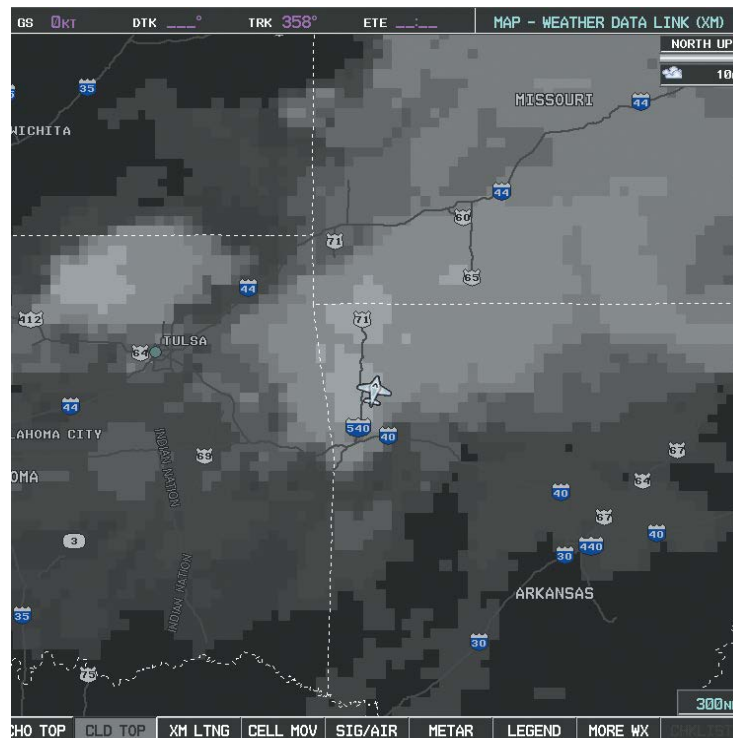 GS 0KT DTK ___° TRK 358° ETE __:__ MAP - WEATHER DATA LINK (XM)
NORTH UP
35
MISSOURI
44
WICHITA
44
60
71
65
44
412
71
TULSA
64
44
540
40
LAHOMA CITY
69
67
INDIAN NATION
OMA
64
40
67
3
40
440
30
INDIAN NATION
ARKANSAS
35
30
75
300NM
CHO TOP CLD TOP XM LTNG CELL MOV SIG/AIR METAR LEGEND MORE WX